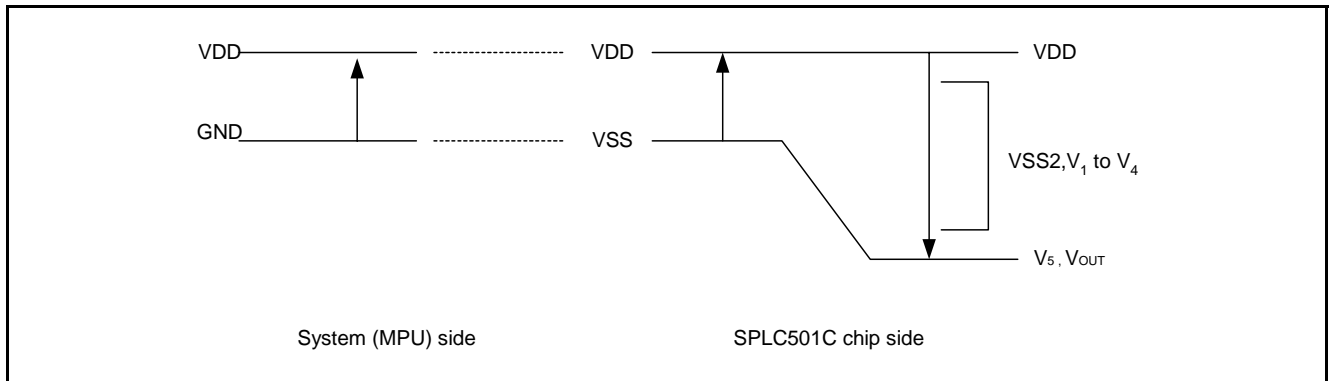 VDD VDD VDD
GND VSS
VSS2,V1 to V4
V5 , VOUT
System (MPU) side SPLC501C chip side